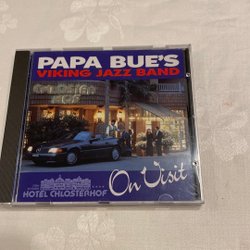 PAPA BUE'S
VIKING JAZZ BAND
On Visit
HOTEL CHLOSTERHOF